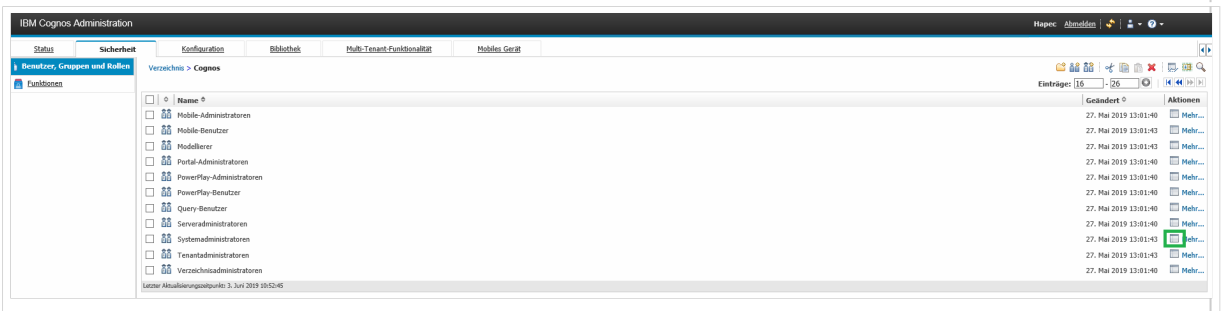 IBM Cognos Administration
Hapec Abmelden
Status Sicherheit Konfiguration Bibliothek Multi-Tenant-Funktionalität Mobiles Gerät
Benutzer, Gruppen und Rollen
Funktionen
Verzeichnis > Cognos
Einträge: 16 - 26
Name Geändert Aktionen
Mobile-Administratoren 27. Mai 2019 13:01:40 Mehr...
Mobile-Benutzer 27. Mai 2019 13:01:43 Mehr...
Modellierer 27. Mai 2019 13:01:43 Mehr...
Portal-Administratoren 27. Mai 2019 13:01:40 Mehr...
PowerPlay-Administratoren 27. Mai 2019 13:01:40 Mehr...
PowerPlay-Benutzer 27. Mai 2019 13:01:40 Mehr...
Query-Benutzer 27. Mai 2019 13:01:40 Mehr...
Serveradministratoren 27. Mai 2019 13:01:40 Mehr...
Systemadministratoren 27. Mai 2019 13:01:43 Mehr...
Tenantadministratoren 27. Mai 2019 13:01:43 Mehr...
Verzeichnisadministratoren 27. Mai 2019 13:01:40 Mehr...
Letzter Aktualisierungszeitpunkt: 3. Juni 2019 10:52:45